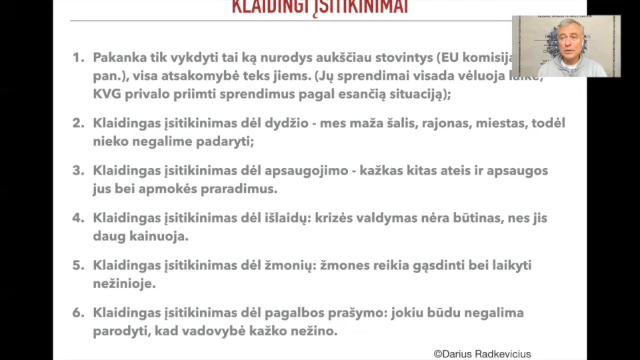 KLAIDINGI ĮSITIKINIMAI
1. Pakanka tik vykdyti tai ką nurodys aukščiau stovintys (EU komisija
pan.), visa atsakomybė teks jiems. (Jų sprendimai visada vėluoja laike,
KVG privalo priimti sprendimus pagal esančią situaciją);
2. Klaidingas įsitikinimas dėl dydžio - mes maža šalis, rajonas, miestas, todėl
nieko negalime padaryti;
3. Klaidingas įsitikinimas dėl apsaugojimo - kažkas kitas ateis ir apsaugos
jus bei apmokės praradimus.
4. Klaidingas įsitikinimas dėl išlaidų: krizės valdymas nėra būtinas, nes jis
daug kainuoja.
5. Klaidingas įsitikinimas dėl žmonių: žmones reikia gąsdinti bei laikyti
nežinioje.
6. Klaidingas įsitikinimas dėl pagalbos prašymo: jokiu būdu negalima
parodyti, kad vadovybė kažko nežino.
©Darius Radkevicius